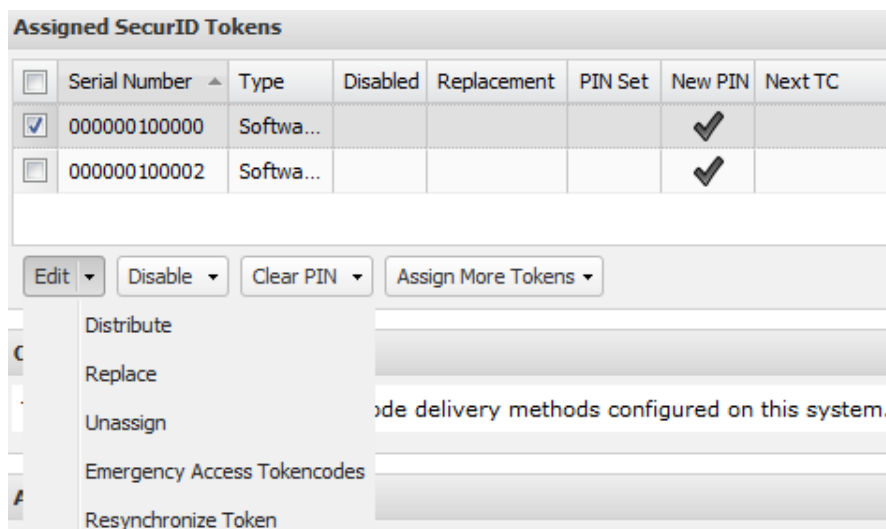 Assigned SecurID Tokens
Serial Number Type Disabled Replacement PIN Set New PIN Next TC
000000100000 Softwa...
000000100002 Softwa...
Edit Disable Clear PIN Assign More Tokens
Distribute
Replace
Unassign
ode delivery methods configured on this system.
Emergency Access Tokencodes
Resynchronize Token